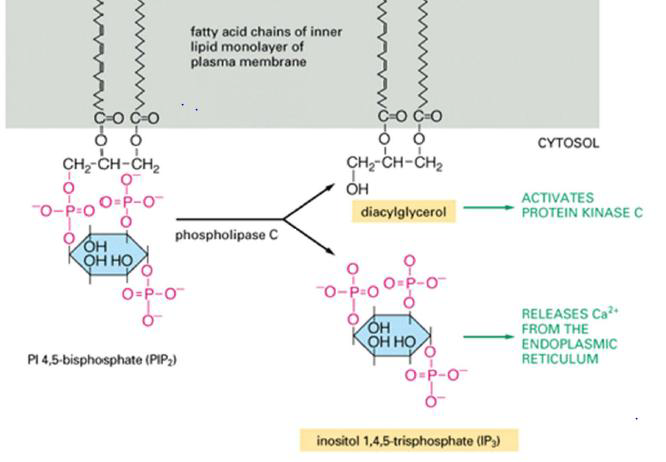 fatty acid chains of inner
lipid monolayer of
plasma membrane
C=O C=O
O O
CH₂-CH-CH₂
O O⁻
⁻O-P=O O=P-O⁻
O O
OH
OH HO
O
O=P-O⁻
O⁻
PI 4,5-bisphosphate (PIP₂)
phospholipase C
C=O C=O
O O
CYTOSOL
CH₂-CH-CH₂
OH
diacylglycerol
ACTIVATES
PROTEIN KINASE C
O O
⁻O-P=O O=P-O⁻
O O
OH
OH HO
O
O=P-O⁻
O⁻
RELEASES Ca²⁺
FROM THE
ENDOPLASMIC
RETICULUM
inositol 1,4,5-trisphosphate (IP₃)